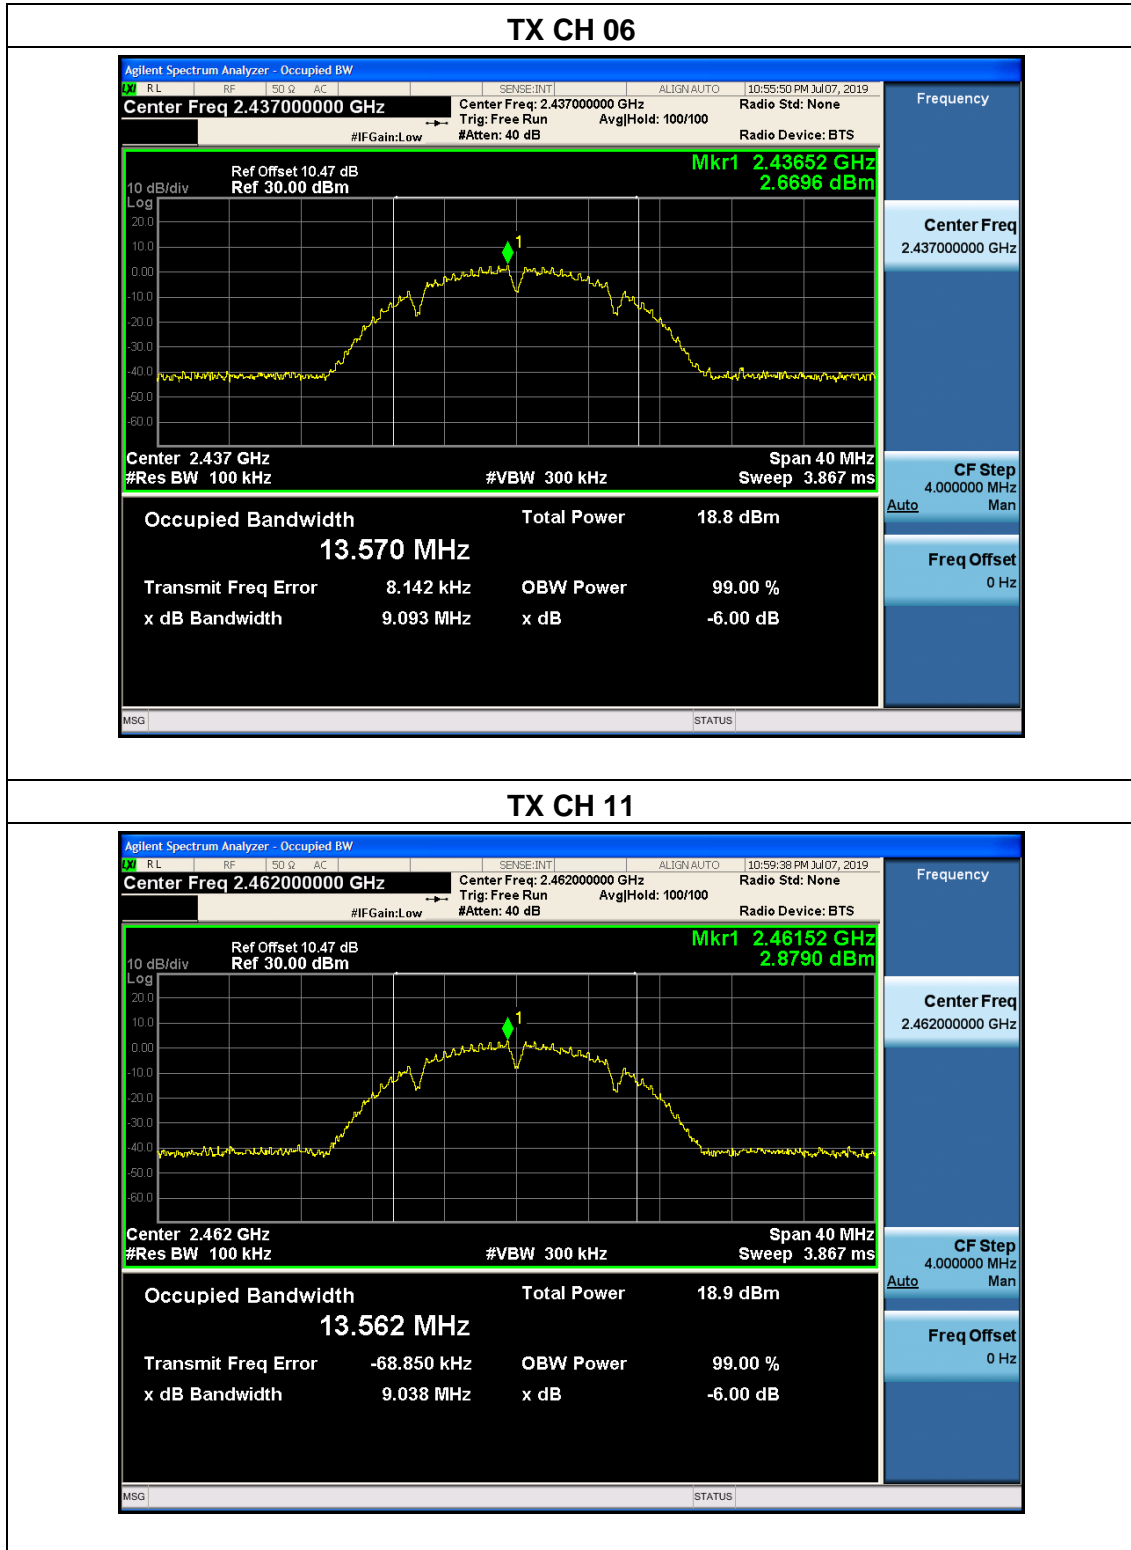 TX CH 06
Agilent Spectrum Analyzer - Occupied BW
LXI RL RF 50 Ω AC SENSE:INT ALIGN AUTO 10:55:50 PM Jul 07, 2019
Center Freq 2.437000000 GHz Center Freq: 2.437000000 GHz Radio Std: None Frequency
Trig: Free Run Avg|Hold: 100/100
#IFGain:Low #Atten: 40 dB Radio Device: BTS
Mkr1 2.43652 GHz
Ref Offset 10.47 dB
10 dB/div Ref 30.00 dBm 2.6696 dBm
Log
20.0
Center Freq
2.437000000 GHz
1
10.0
0.00
-10.0
-20.0
-30.0
-40.0
-50.0
-60.0
Center 2.437 GHz Span 40 MHz
#Res BW 100 kHz #VBW 300 kHz Sweep 3.867 ms
CF Step
4.000000 MHz
Auto Man
Occupied Bandwidth Total Power 18.8 dBm
13.570 MHz
Freq Offset
0 Hz
Transmit Freq Error 8.142 kHz OBW Power 99.00 %
x dB Bandwidth 9.093 MHz x dB -6.00 dB
MSG STATUS
TX CH 11
Agilent Spectrum Analyzer - Occupied BW
LXI RL RF 50 Ω AC SENSE:INT ALIGN AUTO 10:59:38 PM Jul 07, 2019
Center Freq 2.462000000 GHz Center Freq: 2.462000000 GHz Radio Std: None Frequency
Trig: Free Run Avg|Hold: 100/100
#IFGain:Low #Atten: 40 dB Radio Device: BTS
Mkr1 2.46152 GHz
Ref Offset 10.47 dB
10 dB/div Ref 30.00 dBm 2.8790 dBm
Log
20.0
Center Freq
2.462000000 GHz
1
10.0
0.00
-10.0
-20.0
-30.0
-40.0
-50.0
-60.0
Center 2.462 GHz Span 40 MHz
#Res BW 100 kHz #VBW 300 kHz Sweep 3.867 ms
CF Step
4.000000 MHz
Auto Man
Occupied Bandwidth Total Power 18.9 dBm
13.562 MHz
Freq Offset
0 Hz
Transmit Freq Error -68.850 kHz OBW Power 99.00 %
x dB Bandwidth 9.038 MHz x dB -6.00 dB
MSG STATUS